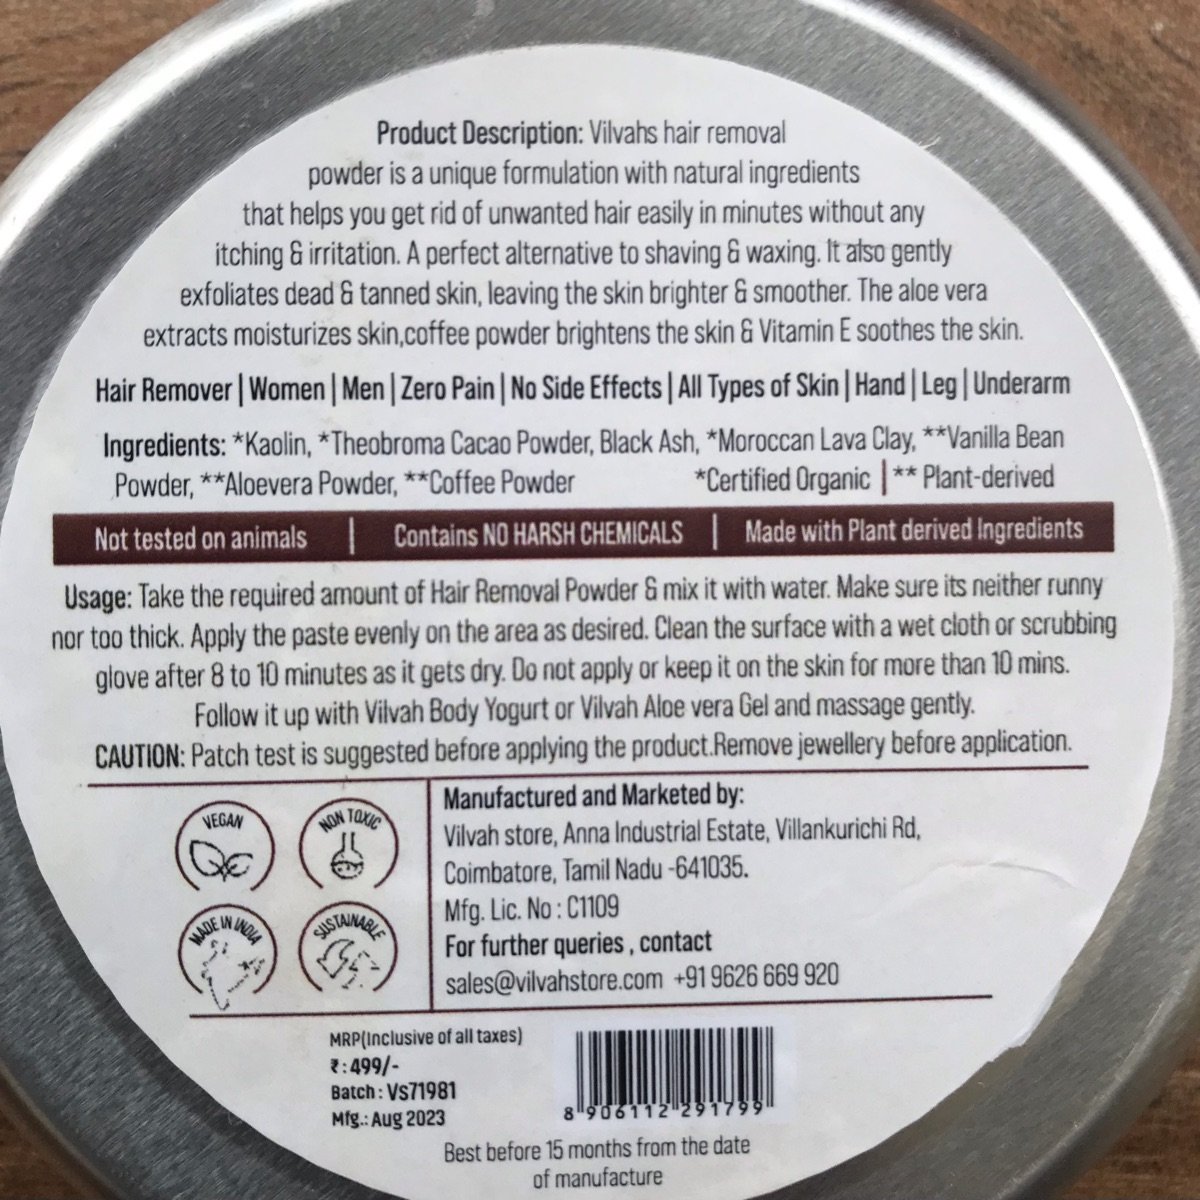 Product Description: Vilvahs hair removal
powder is a unique formulation with natural ingredients
that helps you get rid of unwanted hair easily in minutes without any
itching & irritation. A perfect alternative to shaving & waxing. It also gently
exfoliates dead & tanned skin, leaving the skin brighter & smoother. The aloe vera
extracts moisturizes skin,coffee powder brightens the skin & Vitamin E soothes the skin.
Hair Remover | Women | Men | Zero Pain | No Side Effects | All Types of Skin | Hand | Leg | Underarm
Ingredients: *Kaolin, *Theobroma Cacao Powder, Black Ash, *Moroccan Lava Clay, **Vanilla Bean
Powder, **Aloevera Powder, **Coffee Powder *Certified Organic | ** Plant-derived
Not tested on animals | Contains NO HARSH CHEMICALS | Made with Plant derived Ingredients
Usage: Take the required amount of Hair Removal Powder & mix it with water. Make sure its neither runny
nor too thick. Apply the paste evenly on the area as desired. Clean the surface with a wet cloth or scrubbing
glove after 8 to 10 minutes as it gets dry. Do not apply or keep it on the skin for more than 10 mins.
Follow it up with Vilvah Body Yogurt or Vilvah Aloe vera Gel and massage gently.
CAUTION: Patch test is suggested before applying the product.Remove jewellery before application.
VEGAN
NON TOXIC
MADE IN INDIA
SUSTAINABLE
Manufactured and Marketed by:
Vilvah store, Anna Industrial Estate, Villankurichi Rd,
Coimbatore, Tamil Nadu -641035.
Mfg. Lic. No : C1109
For further queries , contact
sales@vilvahstore.com +91 9626 669 920
MRP(Inclusive of all taxes)
₹ : 499/-
Batch : VS71981
Mfg.: Aug 2023
8 906112 291799
Best before 15 months from the date
of manufacture